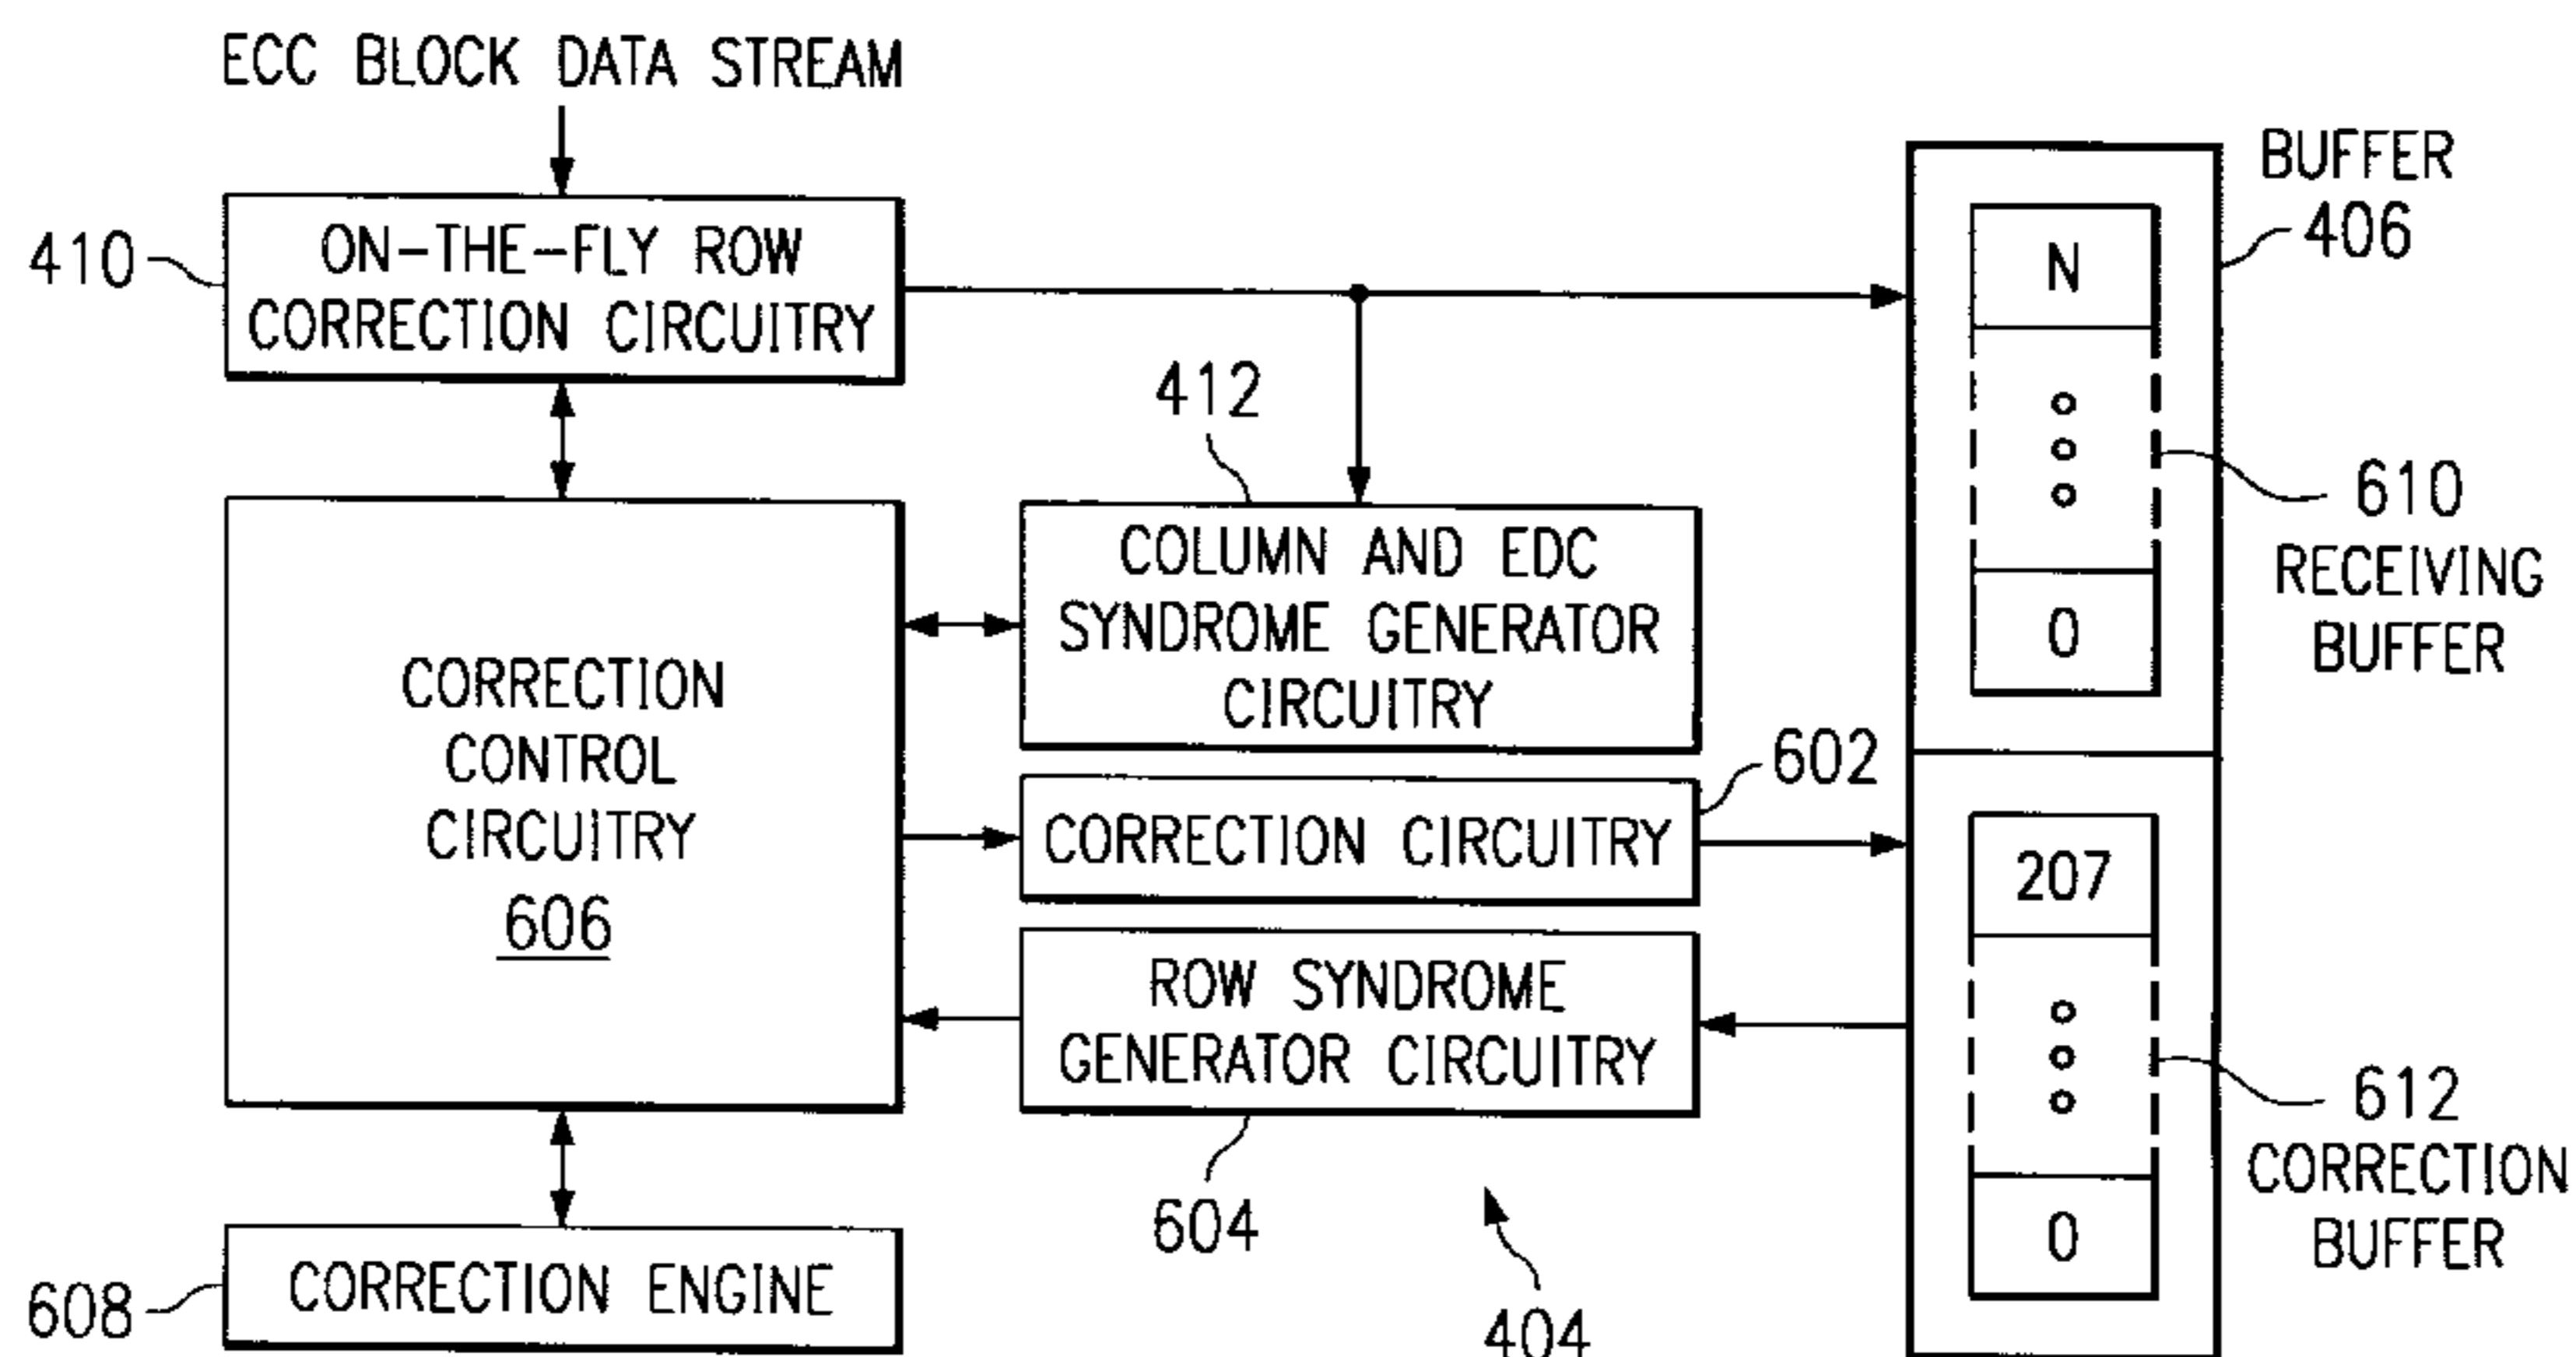 ECC BLOCK DATA STREAM
410
ON-THE-FLY ROW
CORRECTION CIRCUITRY
BUFFER
406
N
0
610
RECEIVING
BUFFER
412
COLUMN AND EDC
SYNDROME GENERATOR
CIRCUITRY
CORRECTION
CONTROL
CIRCUITRY
606
602
CORRECTION CIRCUITRY
ROW SYNDROME
GENERATOR CIRCUITRY
604
207
0
612
CORRECTION
BUFFER
608
CORRECTION ENGINE
404